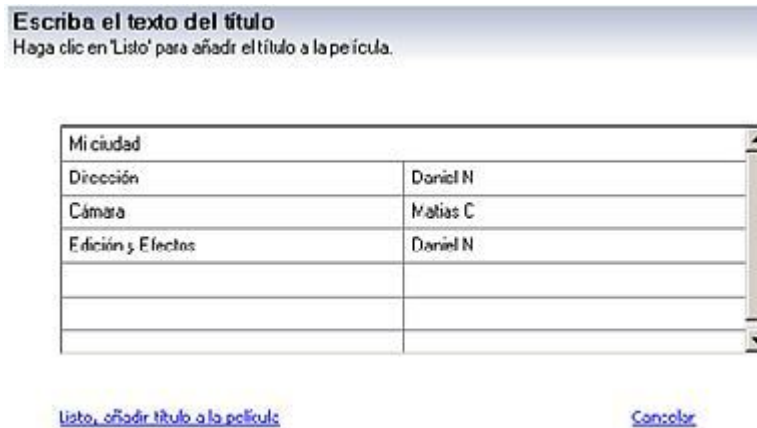 Escriba el texto del título
Haga clic en 'Listo' para añadir el título a la película.
Mi ciudad
Dirección Daniel N
Cámara Matias C
Edición y Efectos Daniel N
Listo, añadir título a la película Cancelar